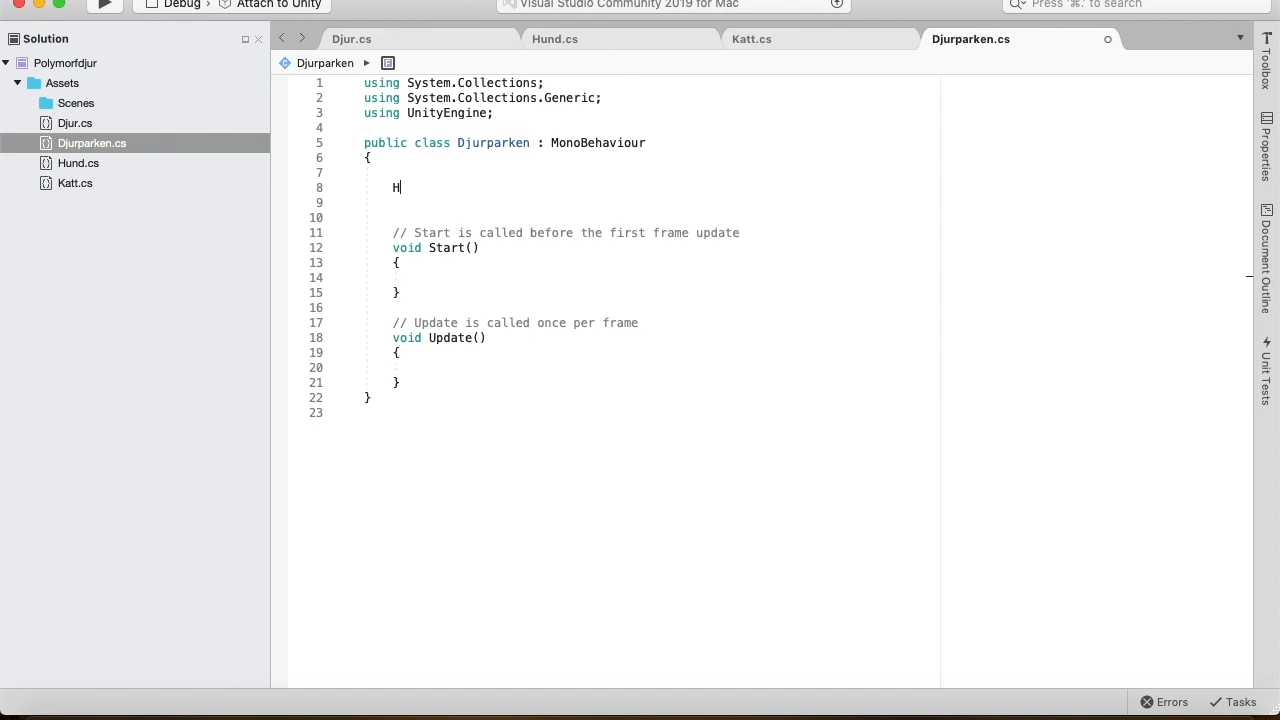 Debug › Attach to Unity
Visual Studio Community 2019 for Mac
Press '⌘.' to search
Solution
Djur.cs
Hund.cs
Katt.cs
Djurparken.cs
Polymorfdjur
Assets
Scenes
Djur.cs
Djurparken.cs
Hund.cs
Katt.cs
Djurparken
1 using System.Collections;
2 using System.Collections.Generic;
3 using UnityEngine;
4
5 public class Djurparken : MonoBehaviour
6 {
7
8 H
9
10
11 // Start is called before the first frame update
12 void Start()
13 {
14
15 }
16
17 // Update is called once per frame
18 void Update()
19 {
20
21 }
22 }
23
Toolbox
Properties
Document Outline
Unit Tests
Errors
Tasks